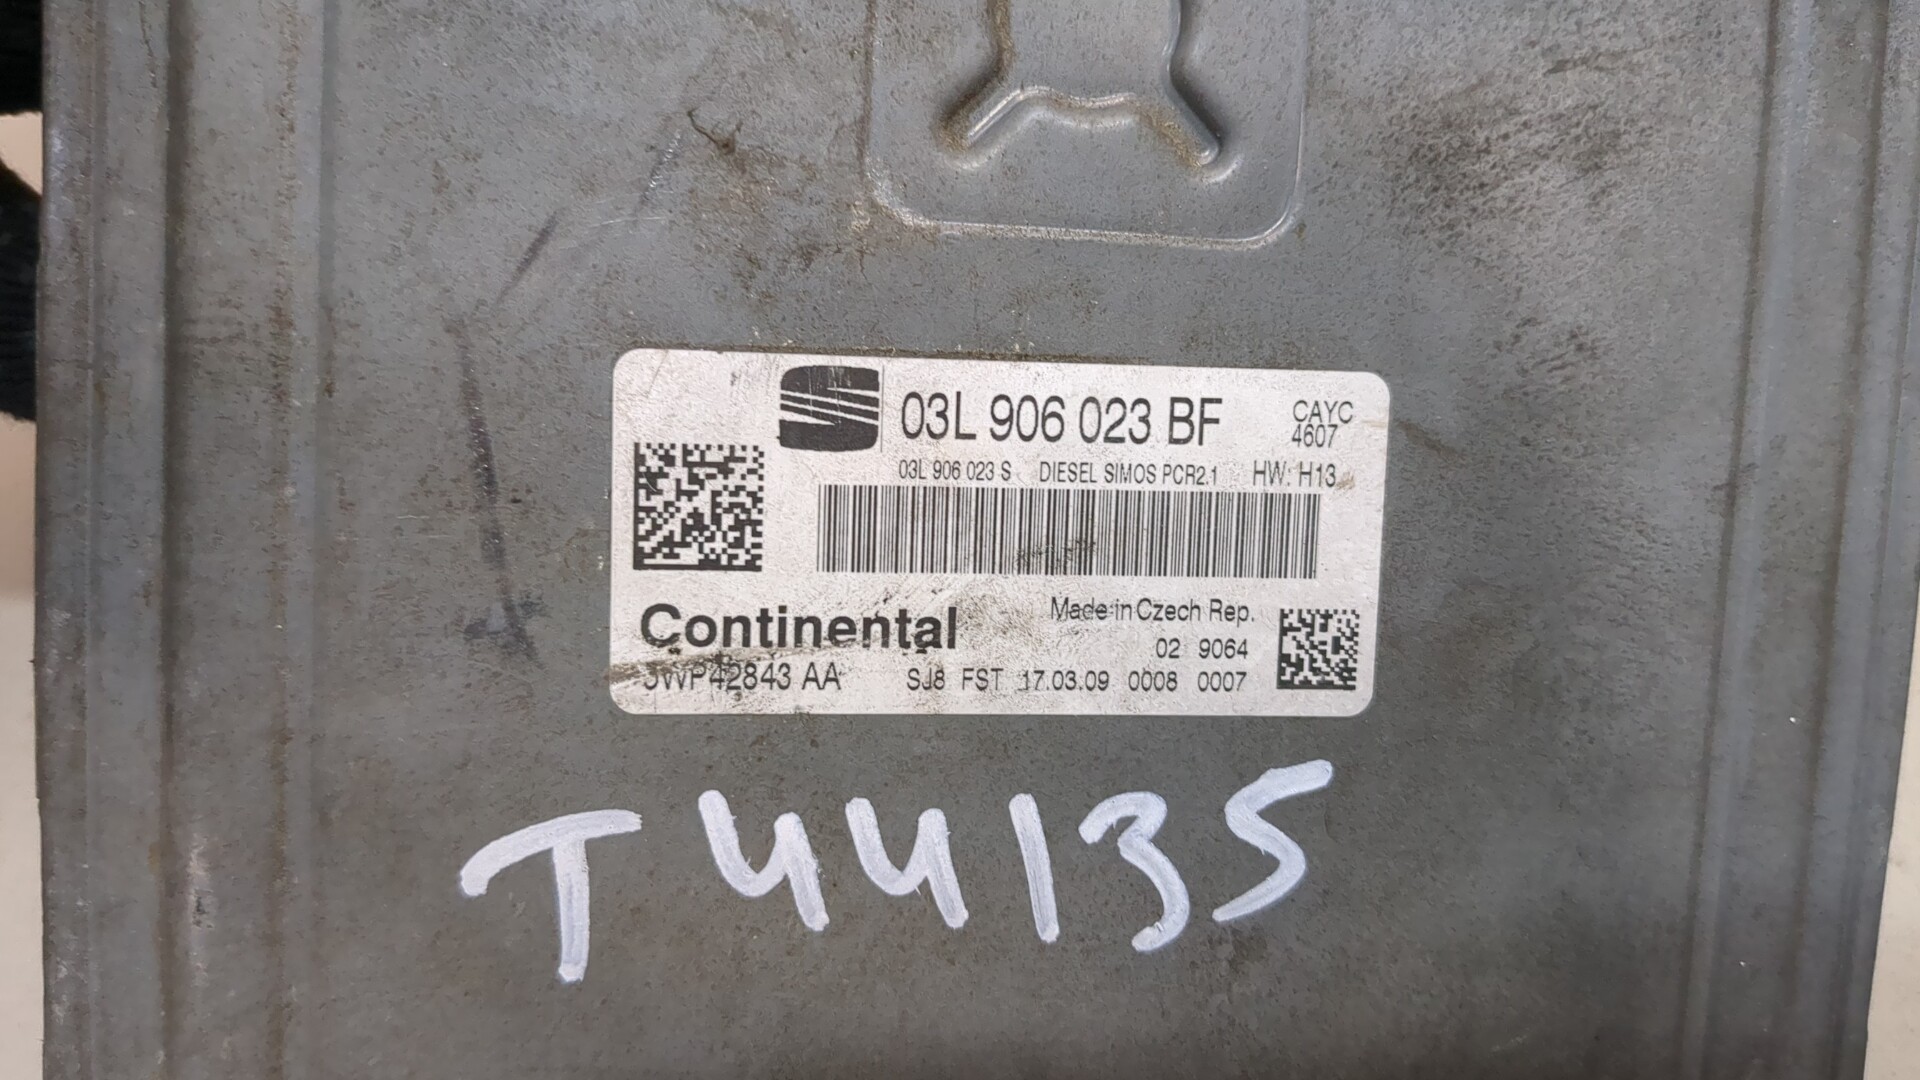 03L 906 023 BF
CAYC
4607
03L 906 023 S DIESEL SIMOS PCR2.1 HW: H13
Continental
Made in Czech Rep.
02 9064
5WP42843 AA SJ8 FST 17.03.09 0008 0007
T44135